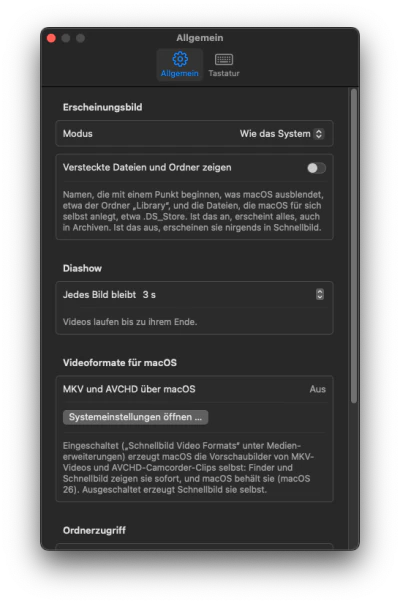 Allgemein
Allgemein Tastatur
Erscheinungsbild
Modus Wie das System
Versteckte Dateien und Ordner zeigen
Namen, die mit einem Punkt beginnen, was macOS ausblendet,
etwa der Ordner „Library“, und die Dateien, die macOS für sich
selbst anlegt, etwa .DS_Store. Ist das an, erscheint alles, auch
in Archiven. Ist das aus, erscheinen sie nirgends in Schnellbild.
Diashow
Jedes Bild bleibt 3 s
Videos laufen bis zu ihrem Ende.
Videoformate für macOS
MKV und AVCHD über macOS Aus
Systemeinstellungen öffnen ...
Eingeschaltet („Schnellbild Video Formats“ unter Medien-
erweiterungen) erzeugt macOS die Vorschaubilder von MKV-
Videos und AVCHD-Camcorder-Clips selbst: Finder und
Schnellbild zeigen sie sofort, und macOS behält sie (macOS
26). Ausgeschaltet erzeugt Schnellbild sie selbst.
Ordnerzugriff